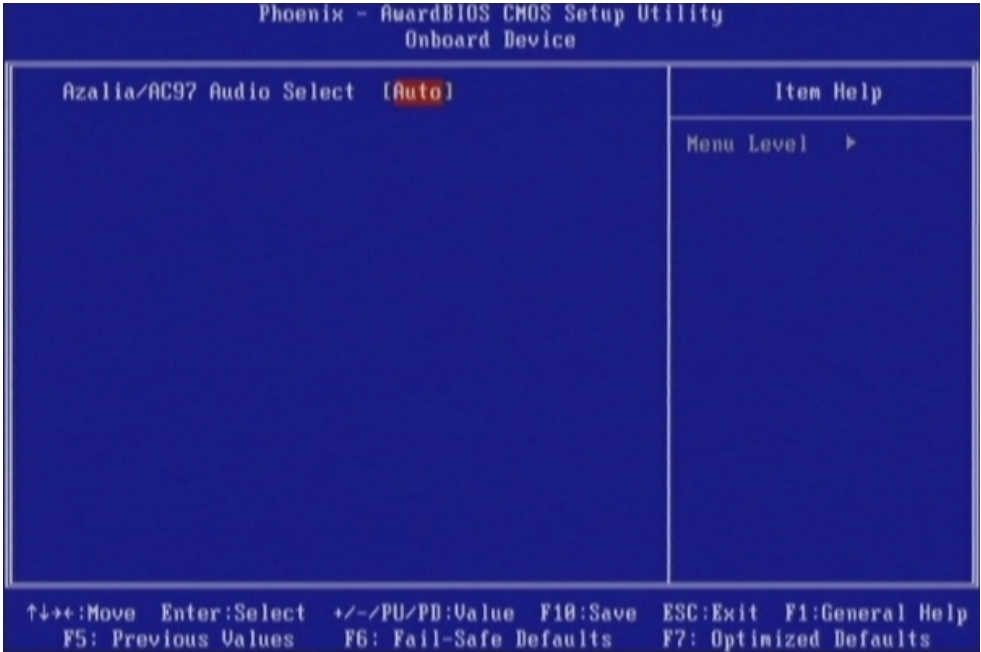 Phoenix - AwardBIOS CMOS Setup Utility
Onboard Device
Azalia/AC97 Audio Select [Auto]
Item Help
Menu Level ▸
↑↓→←:Move Enter:Select +/-/PU/PD:Value F10:Save ESC:Exit F1:General Help
F5: Previous Values F6: Fail-Safe Defaults F7: Optimized Defaults